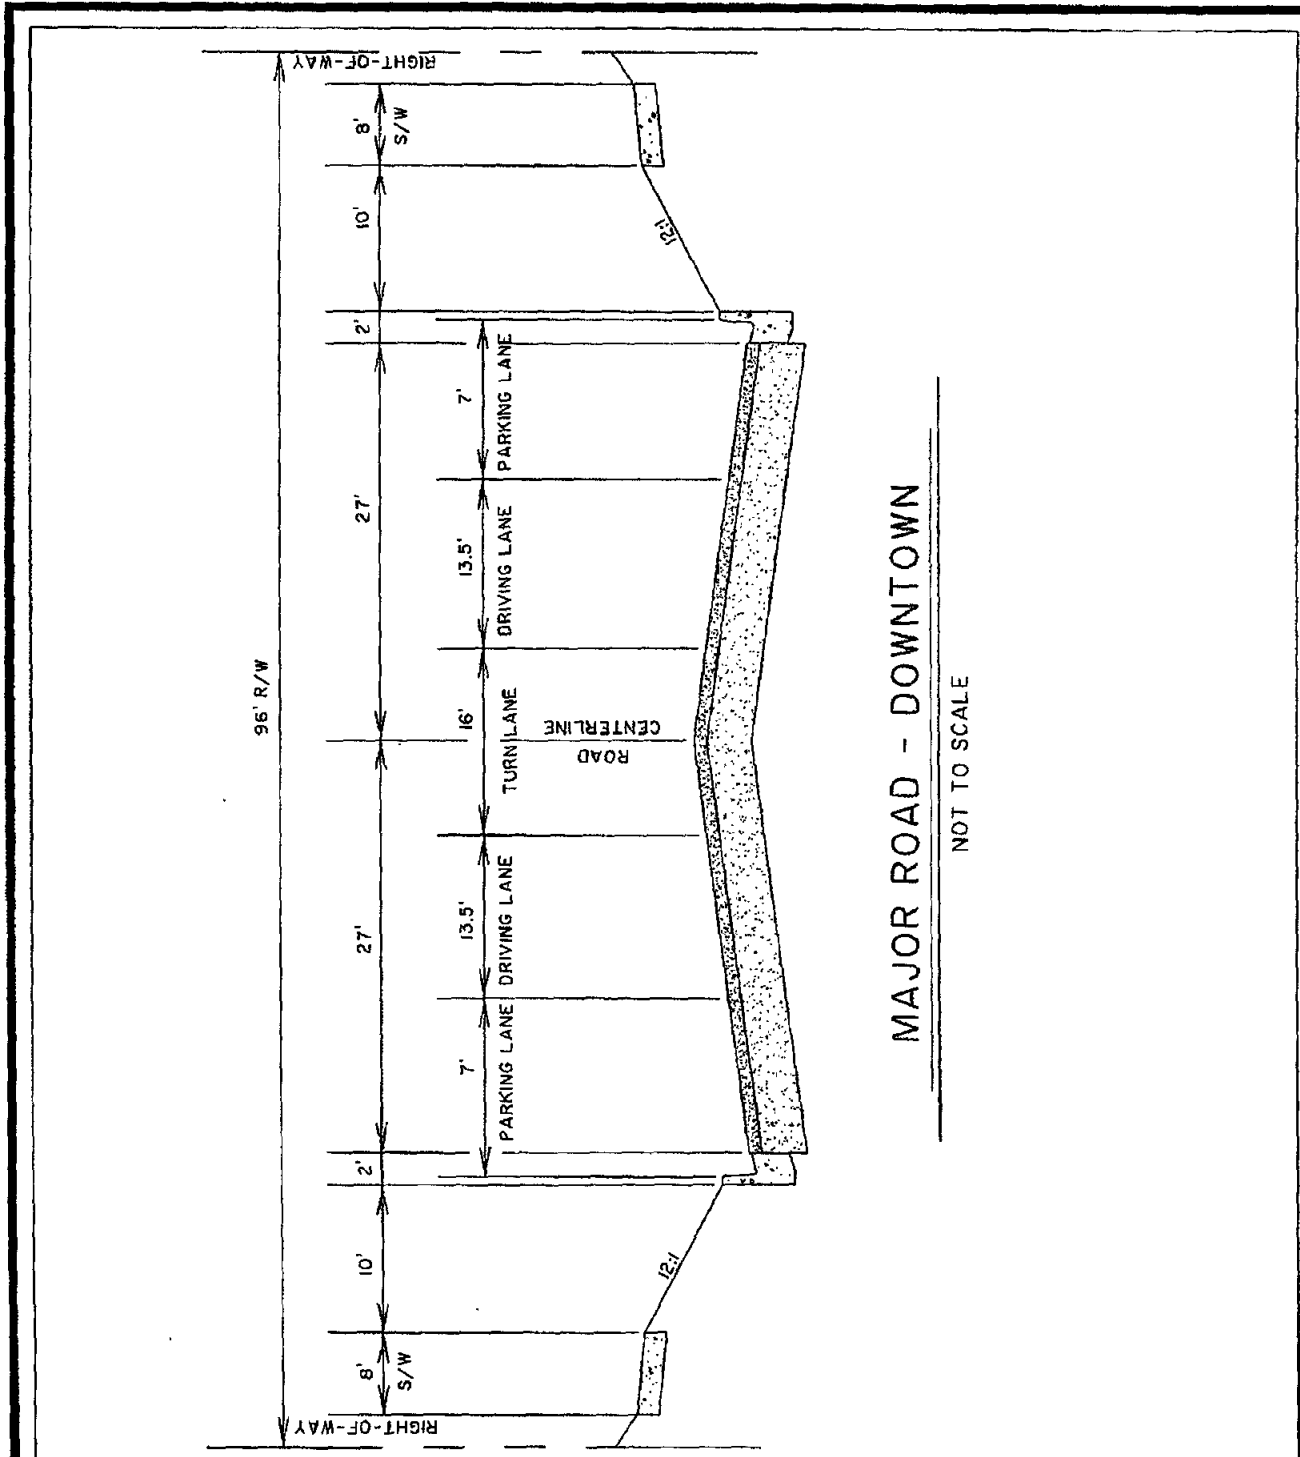 96' R/W
RIGHT-OF-WAY
RIGHT-OF-WAY
8'
S/W
10'
2'
27'
27'
2'
10'
8'
S/W
7'
13.5'
16'
13.5'
7'
PARKING LANE
DRIVING LANE
TURN LANE
DRIVING LANE
PARKING LANE
ROAD
CENTERLINE
12:1
12:1
MAJOR ROAD - DOWNTOWN
NOT TO SCALE